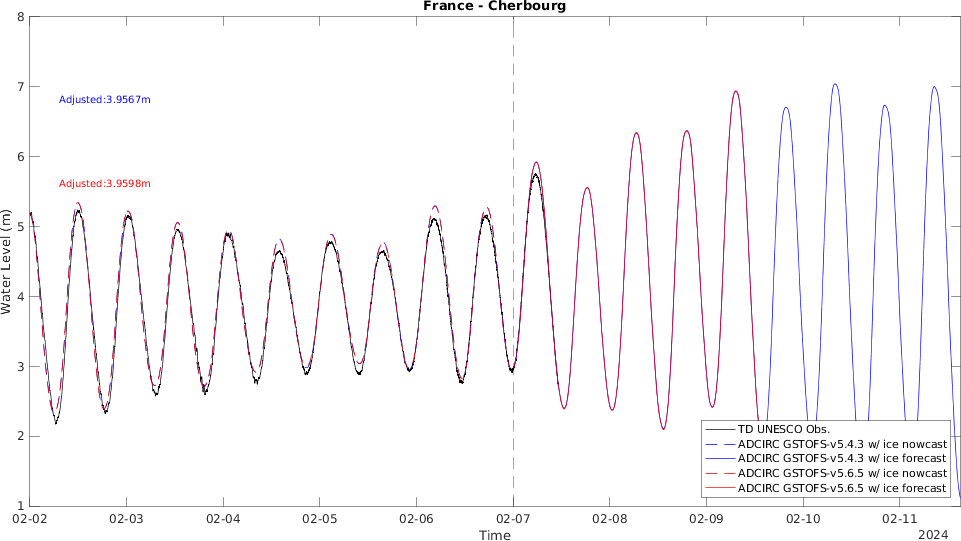 France - Cherbourg
8
7
6
5
4
3
2
1
Water Level (m)
Adjusted:3.9567m
Adjusted:3.9598m
TD UNESCO Obs.
ADCIRC GSTOFS-v5.4.3 w/ ice nowcast
ADCIRC GSTOFS-v5.4.3 w/ ice forecast
ADCIRC GSTOFS-v5.6.5 w/ ice nowcast
ADCIRC GSTOFS-v5.6.5 w/ ice forecast
02-02 02-03 02-04 02-05 02-06 02-07 02-08 02-09 02-10 02-11
Time
2024